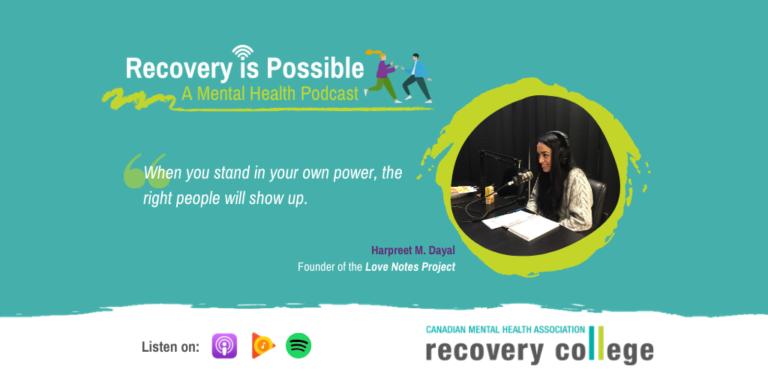 Recovery is Possible
A Mental Health Podcast
When you stand in your own power, the
right people will show up.
Harpreet M. Dayal
Founder of the Love Notes Project
Listen on:
CANADIAN MENTAL HEALTH ASSOCIATION
recovery college